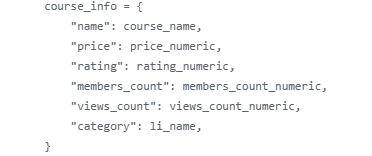 course_info = {
    "name": course_name,
    "price": price_numeric,
    "rating": rating_numeric,
    "members_count": members_count_numeric,
    "views_count": views_count_numeric,
    "category": li_name,
}